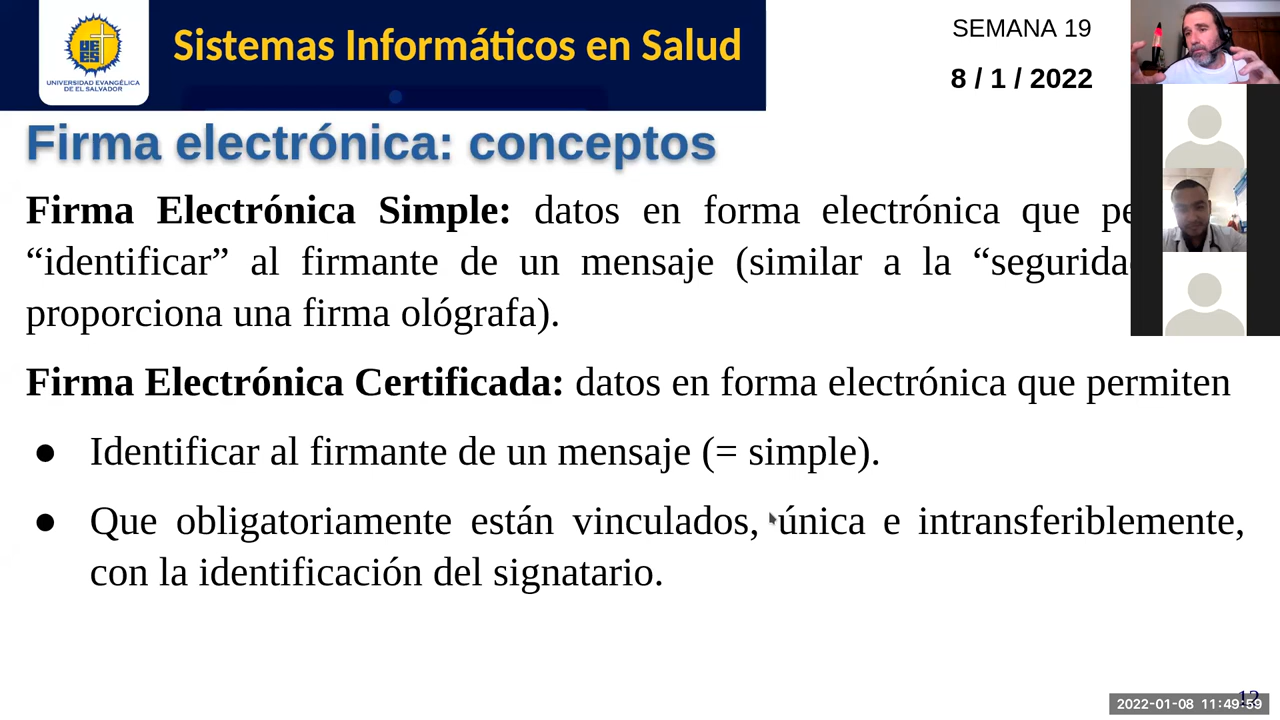 UEES
UNIVERSIDAD EVANGÉLICA
DE EL SALVADOR
Sistemas Informáticos en Salud
SEMANA 19
8 / 1 / 2022
Firma electrónica: conceptos
Firma Electrónica Simple: datos en forma electrónica que
“identificar” al firmante de un mensaje (similar a la
proporciona una firma ológrafa).
Firma Electrónica Certificada: datos en forma electrónica que permiten
● Identificar al firmante de un mensaje (= simple).
● Que obligatoriamente están vinculados, única e intransferiblemente,
con la identificación del signatario.
12
2022-01-08 11:49:59